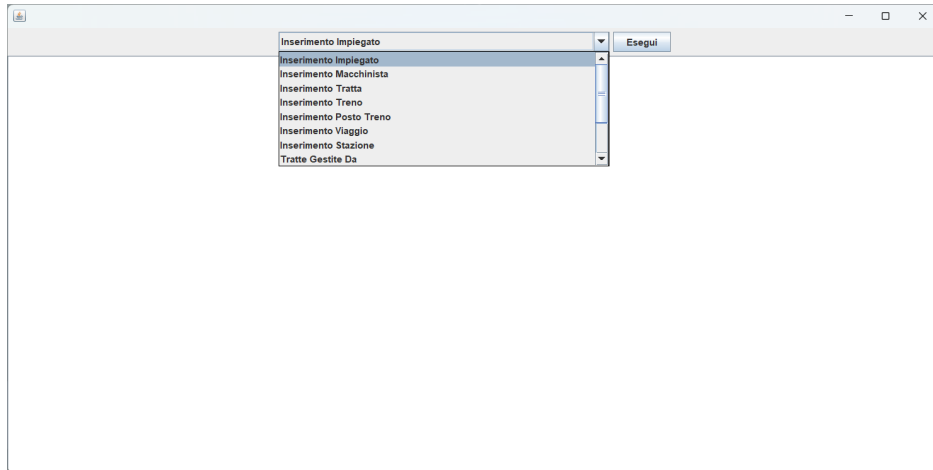 Inserimento Impiegato
Esegui
Inserimento Impiegato
Inserimento Macchinista
Inserimento Tratta
Inserimento Treno
Inserimento Posto Treno
Inserimento Viaggio
Inserimento Stazione
Tratte Gestite Da